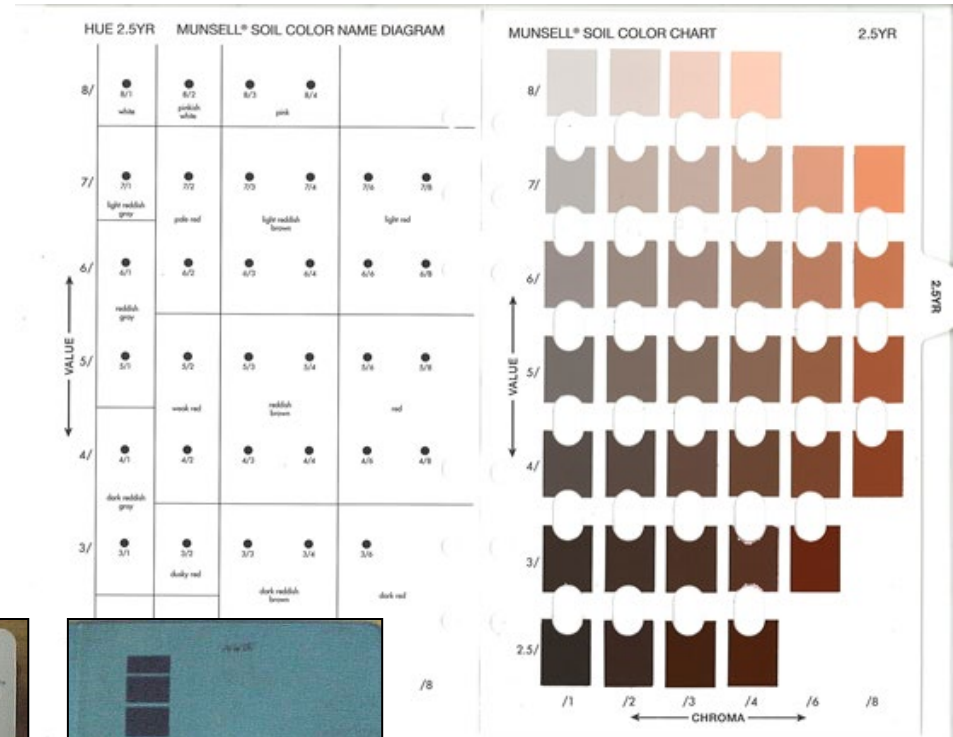 HUE 2.5YR MUNSELL® SOIL COLOR NAME DIAGRAM
8/
8/1 8/2 8/3 8/4
white
pinkish
white
pink
7/
7/1 7/2 7/3 7/4 7/6 7/8
light reddish
gray
pale red
light reddish
brown
light red
6/
6/1 6/2 6/3 6/4 6/6 6/8
reddish
gray
VALUE
5/
5/1 5/2 5/3 5/4 5/6 5/8
weak red
reddish
brown
red
4/
4/1 4/2 4/3 4/4 4/6 4/8
dark reddish
gray
3/
3/1 3/2 3/3 3/4 3/6
dusky red
dark reddish
brown
dark red
/8
MUNSELL® SOIL COLOR CHART 2.5YR
8/
7/
6/
5/
4/
3/
2.5/
VALUE
/1 /2 /3 /4 /6 /8
CHROMA
2.5YR